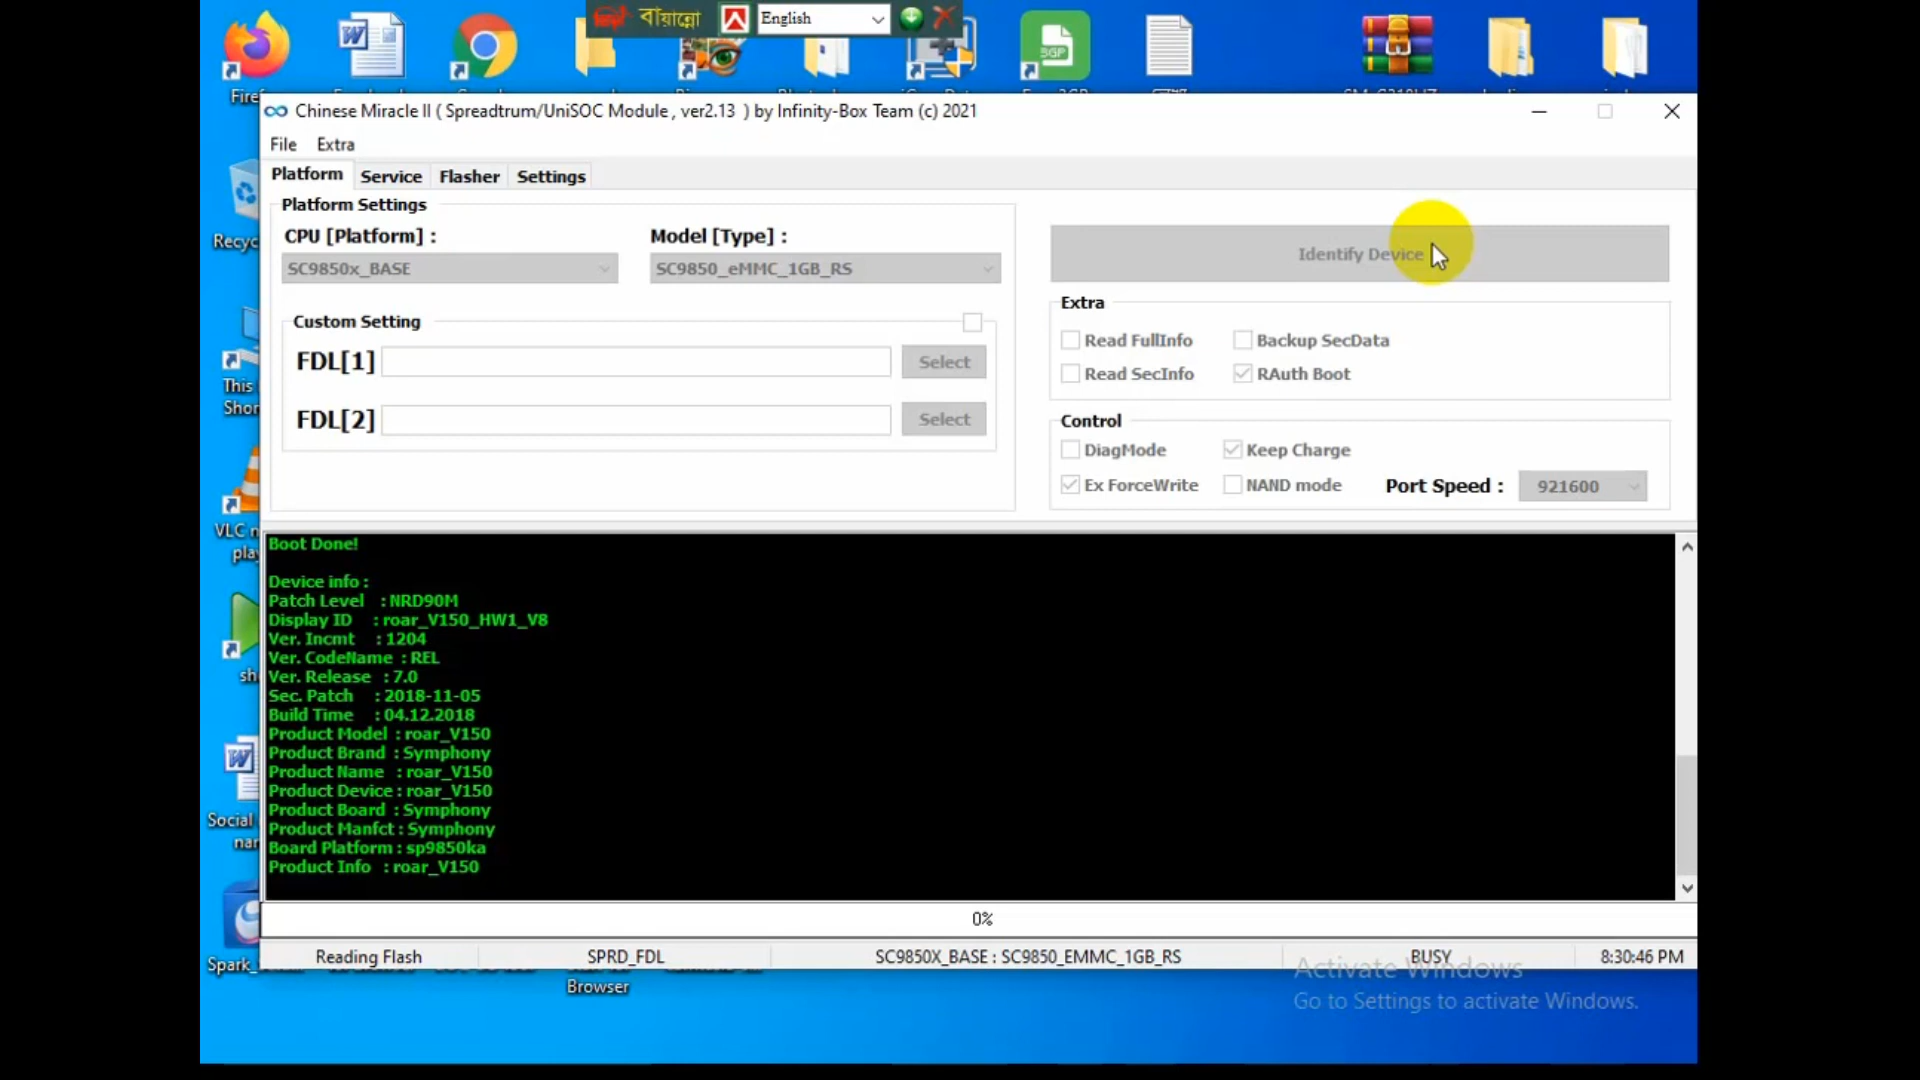 বায়ান্নো
English
Chinese Miracle II ( Spreadtrum/UniSOC Module , ver2.13 ) by Infinity-Box Team (c) 2021
File Extra
Platform Service Flasher Settings
Platform Settings
CPU [Platform] :
Model [Type] :
SC9850x_BASE
SC9850_eMMC_1GB_RS
Identify Device
Custom Setting
FDL[1]
Select
FDL[2]
Select
Extra
Read FullInfo
Backup SecData
Read SecInfo
RAuth Boot
Control
DiagMode
Keep Charge
Ex ForceWrite
NAND mode
Port Speed :
921600
Boot Done!
Device info :
Patch Level : NRD90M
Display ID : roar_V150_HW1_V8
Ver. Incmt : 1204
Ver. CodeName : REL
Ver. Release : 7.0
Sec. Patch : 2018-11-05
Build Time : 04.12.2018
Product Model : roar_V150
Product Brand : Symphony
Product Name : roar_V150
Product Device : roar_V150
Product Board : Symphony
Product Manfct : Symphony
Board Platform : sp9850ka
Product Info : roar_V150
0%
Reading Flash
SPRD_FDL
SC9850X_BASE : SC9850_EMMC_1GB_RS
BUSY
8:30:46 PM
Activate Windows
Go to Settings to activate Windows.
Recyc
This
Shor
VLC
play
sh
Social
nar
Spark_
Browser